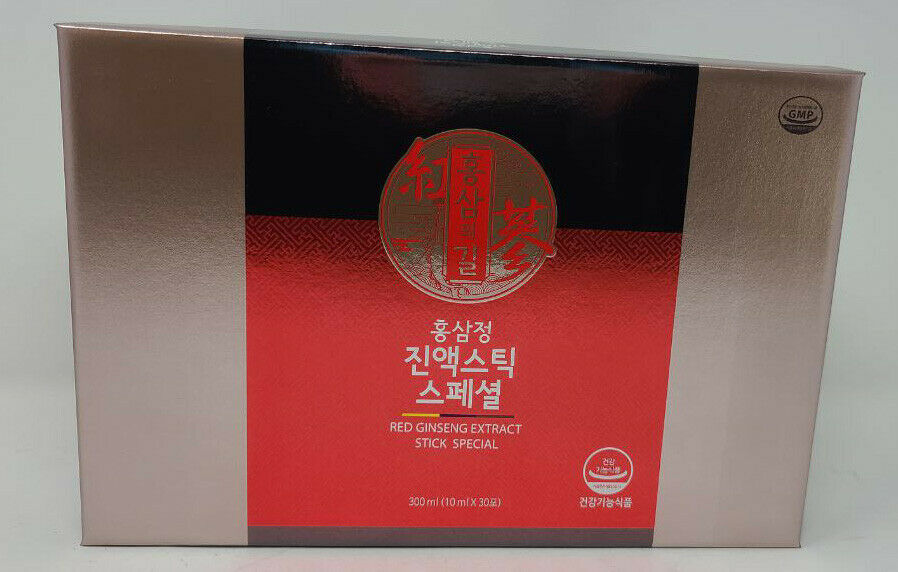 GMP
紅
홍삼의길
蔘
홍삼정
진액스틱
스페셜
RED GINSENG EXTRACT
STICK SPECIAL
300 ml (10 ml X 30포)
건강
기능식품
건강기능식품